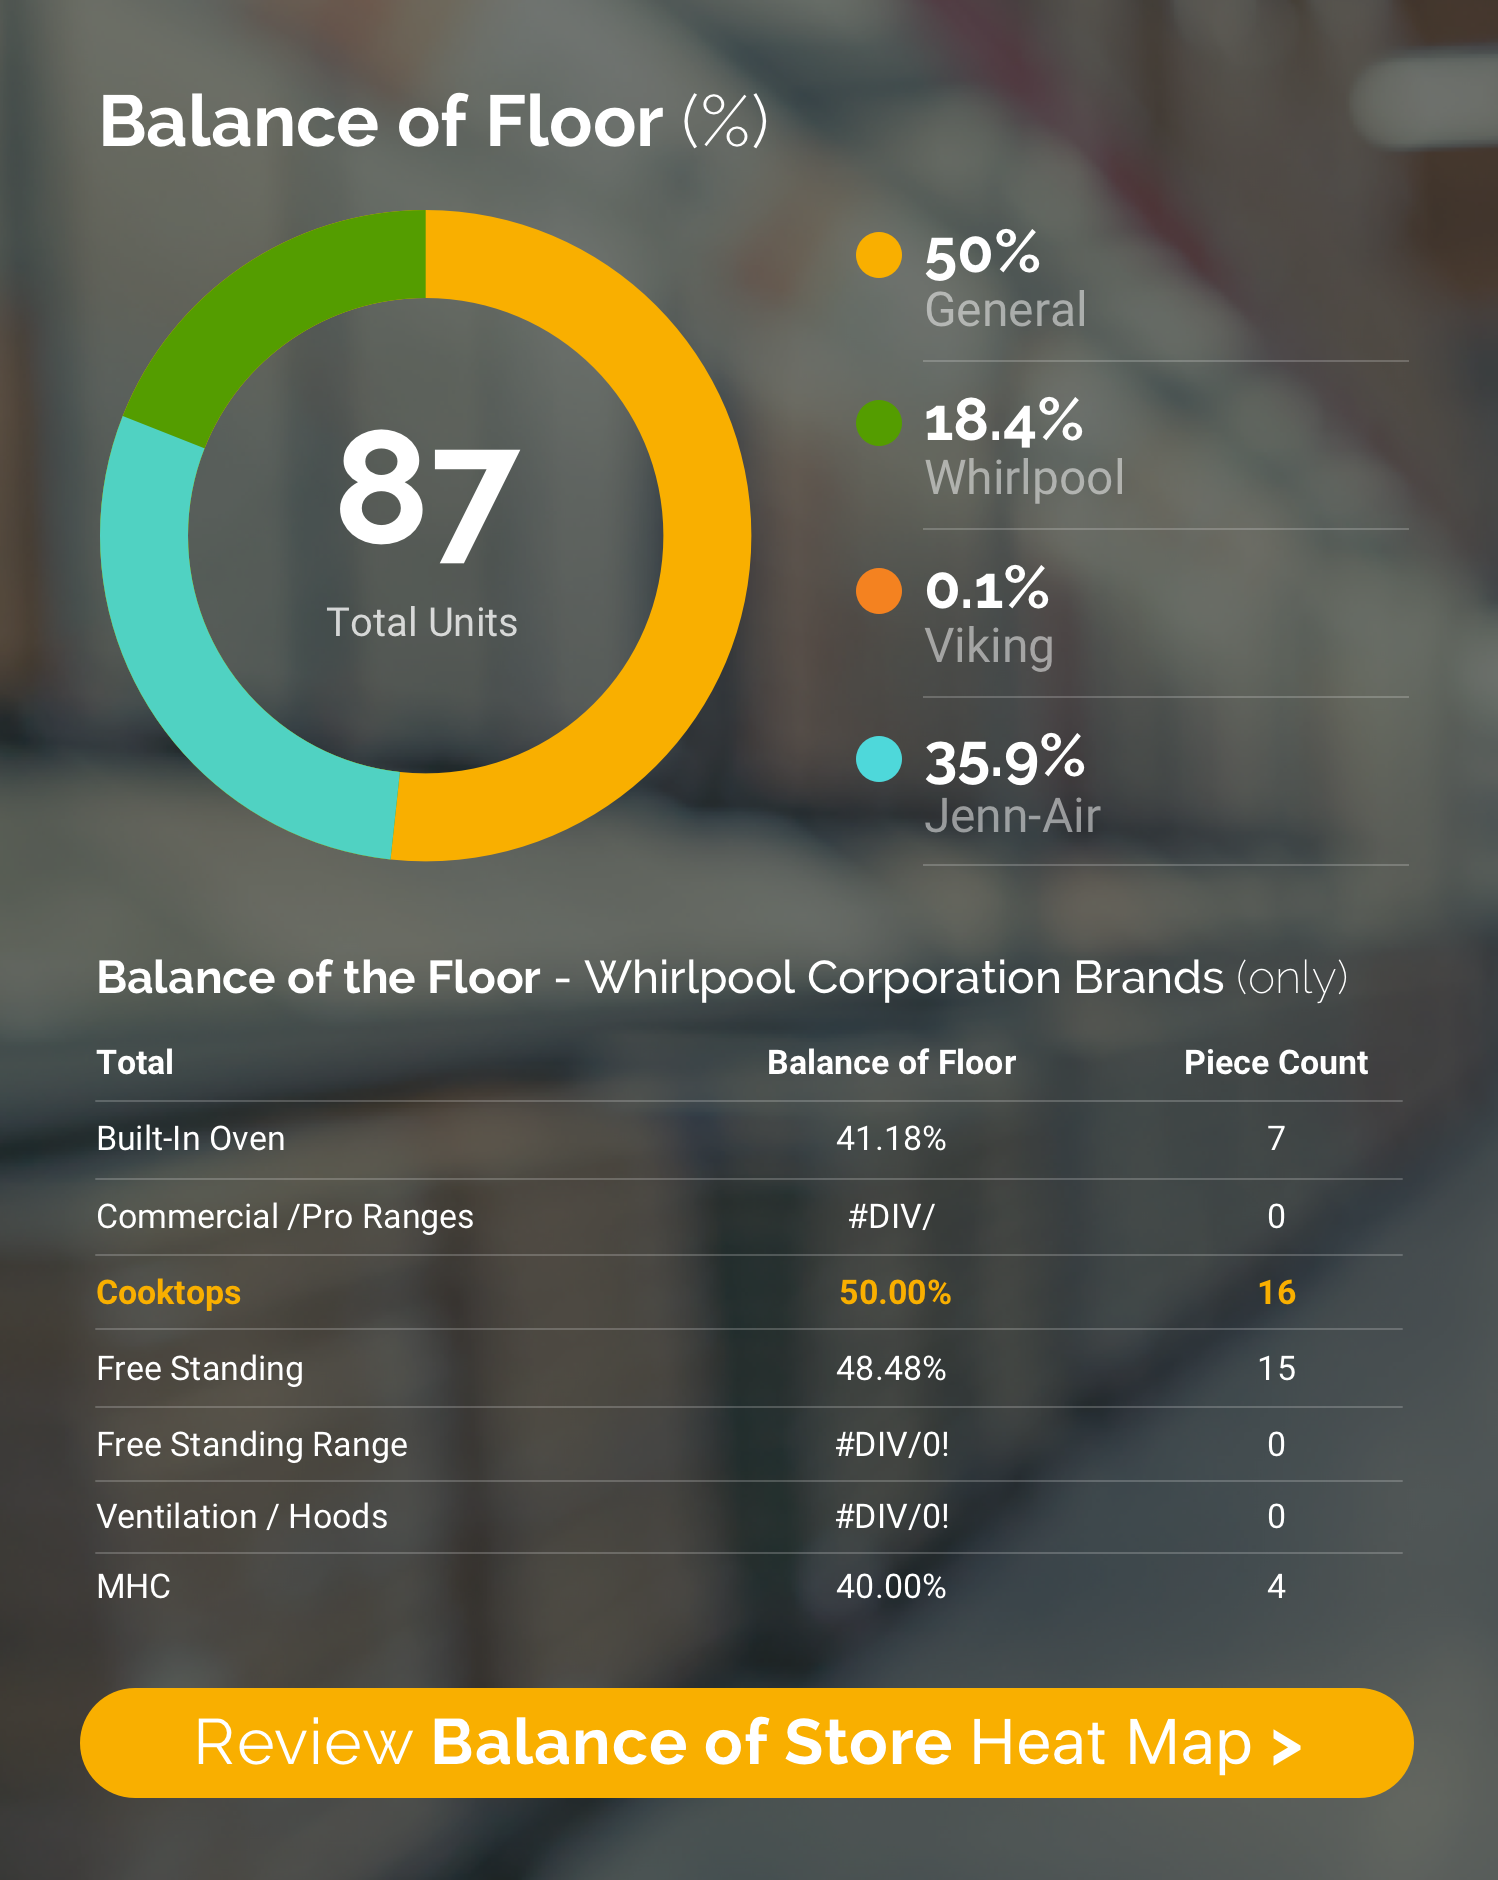 Balance of Floor (%)
87
Total Units
50%
General
18.4%
Whirlpool
0.1%
Viking
35.9%
Jenn-Air
Balance of the Floor - Whirlpool Corporation Brands (only)
Total Balance of Floor Piece Count
Built-In Oven 41.18% 7
Commercial /Pro Ranges #DIV/ 0
Cooktops 50.00% 16
Free Standing 48.48% 15
Free Standing Range #DIV/0! 0
Ventilation / Hoods #DIV/0! 0
MHC 40.00% 4
Review Balance of Store Heat Map >